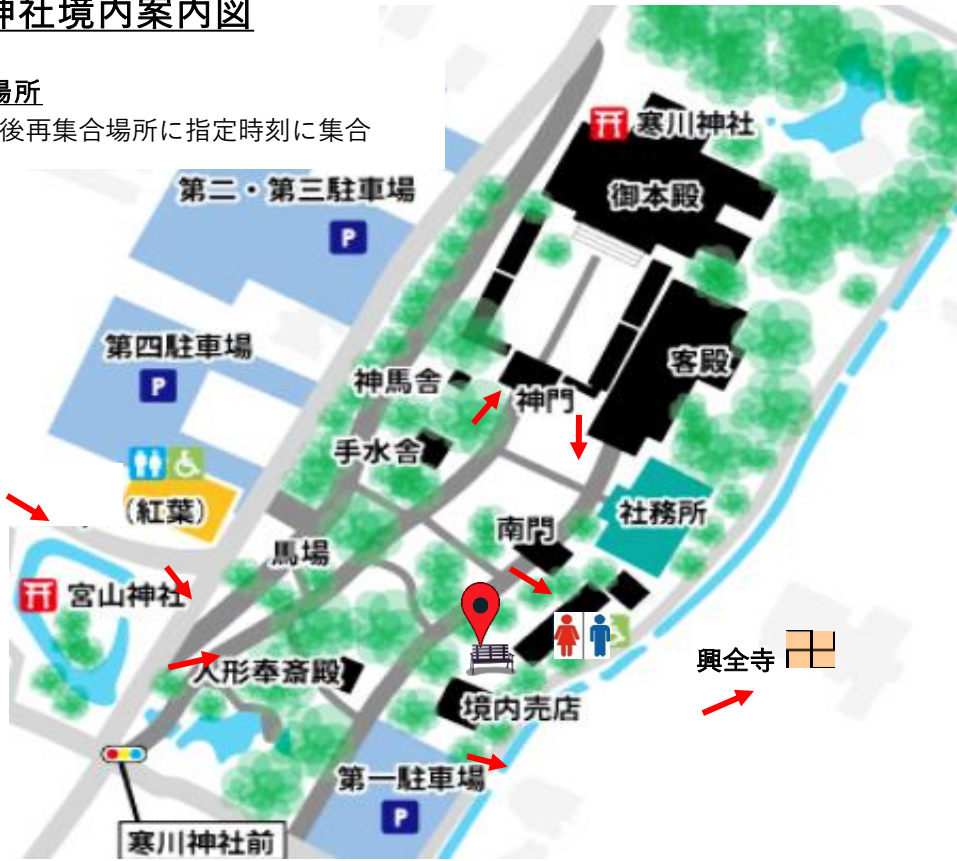 神社境内案内図
場所
後再集合場所に指定時刻に集合
寒川神社
御本殿
第二・第三駐車場
P
第四駐車場
P
神馬舎
神門
客殿
手水舎
(紅葉)
社務所
南門
馬場
宮山神社
興全寺
人形奉斎殿
境内売店
第一駐車場
P
寒川神社前